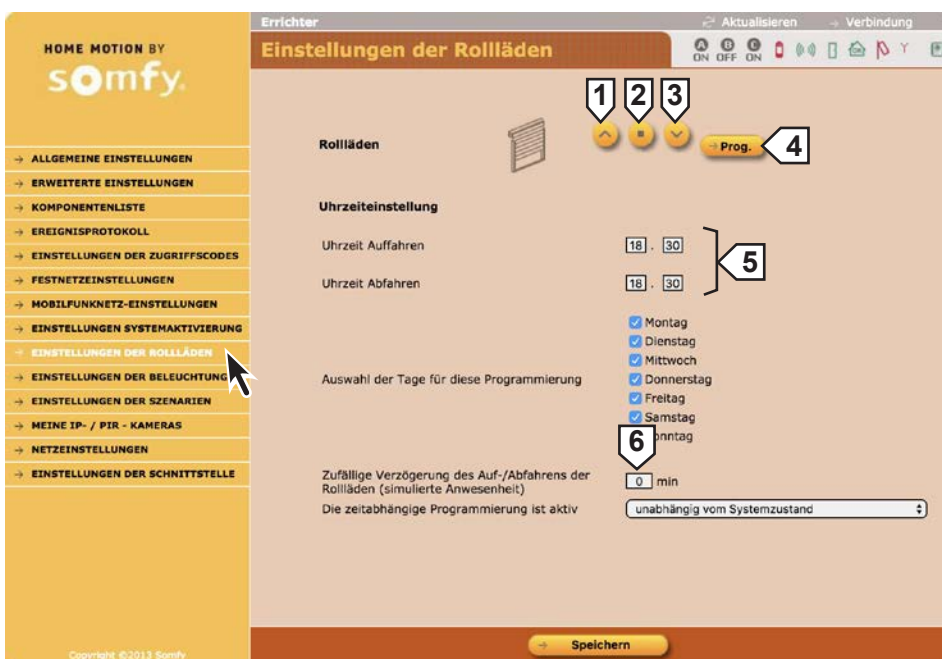 Errichter
Aktualisieren
Verbindung
HOME MOTION BY
somfy.
Einstellungen der Rollläden
A B C
ON OFF ON
1 2 3
Rollläden
Prog.
4
ALLGEMEINE EINSTELLUNGEN
ERWEITERTE EINSTELLUNGEN
KOMPONENTENLISTE
EREIGNISPROTOKOLL
EINSTELLUNGEN DER ZUGRIFFSCODES
FESTNETZEINSTELLUNGEN
MOBILFUNKNETZ-EINSTELLUNGEN
EINSTELLUNGEN SYSTEMAKTIVIERUNG
EINSTELLUNGEN DER ROLLLÄDEN
EINSTELLUNGEN DER BELEUCHTUNG
EINSTELLUNGEN DER SZENARIEN
MEINE IP- / PIR - KAMERAS
NETZEINSTELLUNGEN
EINSTELLUNGEN DER SCHNITTSTELLE
Uhrzeiteinstellung
Uhrzeit Auffahren
18 . 30
5
Uhrzeit Abfahren
18 . 30
Auswahl der Tage für diese Programmierung
Montag
Dienstag
Mittwoch
Donnerstag
Freitag
Samstag
onntag
6
Zufällige Verzögerung des Auf-/Abfahrens der
Rollläden (simulierte Anwesenheit)
0 min
Die zeitabhängige Programmierung ist aktiv
unabhängig vom Systemzustand
Speichern
Copyright ©2013 Somfy